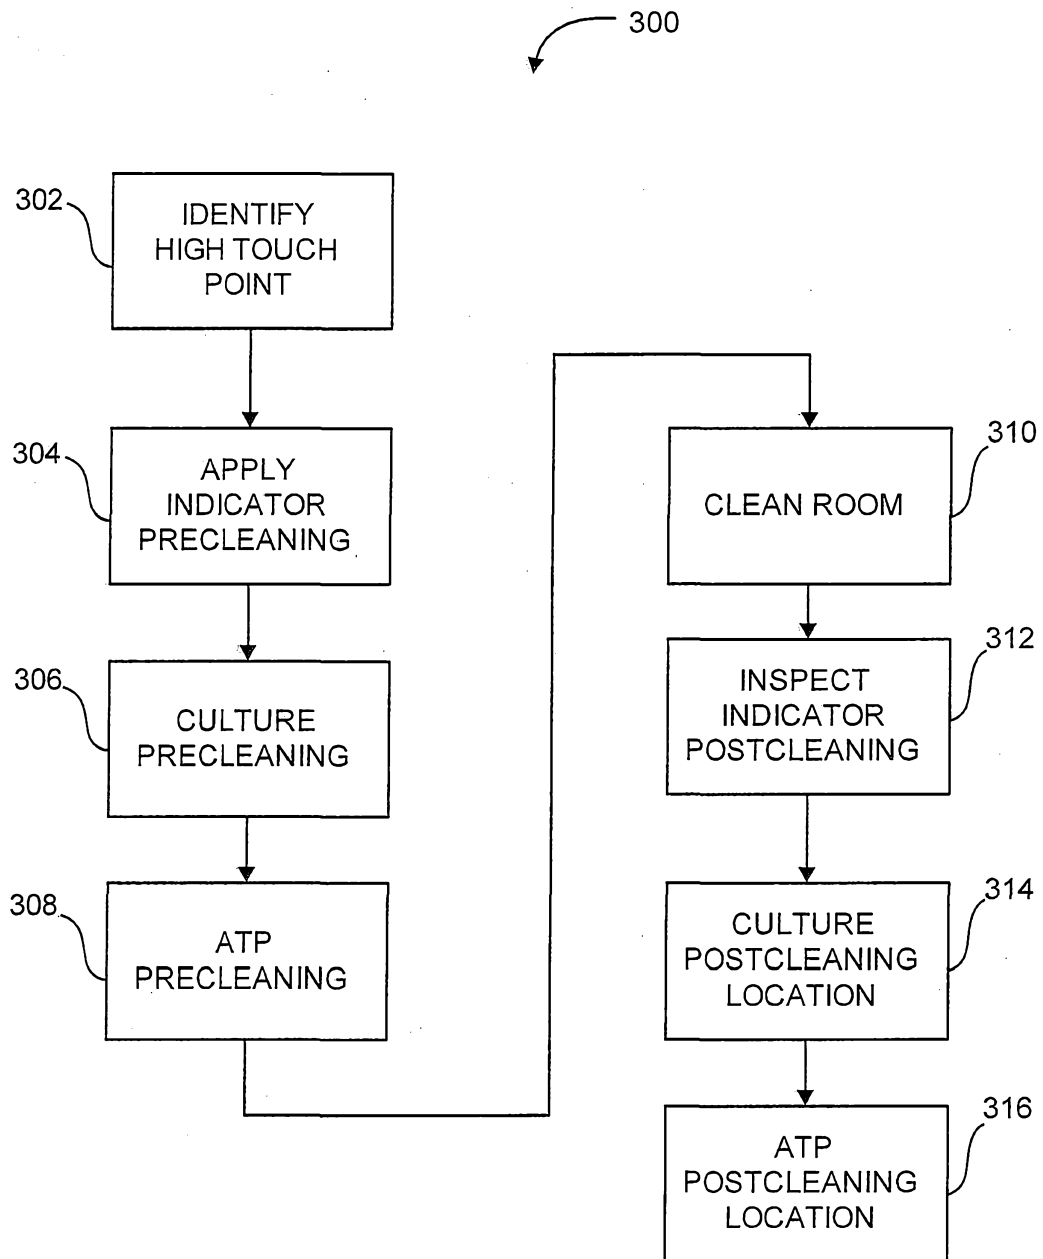 300
302
IDENTIFY
HIGH TOUCH
POINT
304
APPLY
INDICATOR
PRECLEANING
306
CULTURE
PRECLEANING
308
ATP
PRECLEANING
310
CLEAN ROOM
312
INSPECT
INDICATOR
POSTCLEANING
314
CULTURE
POSTCLEANING
LOCATION
316
ATP
POSTCLEANING
LOCATION